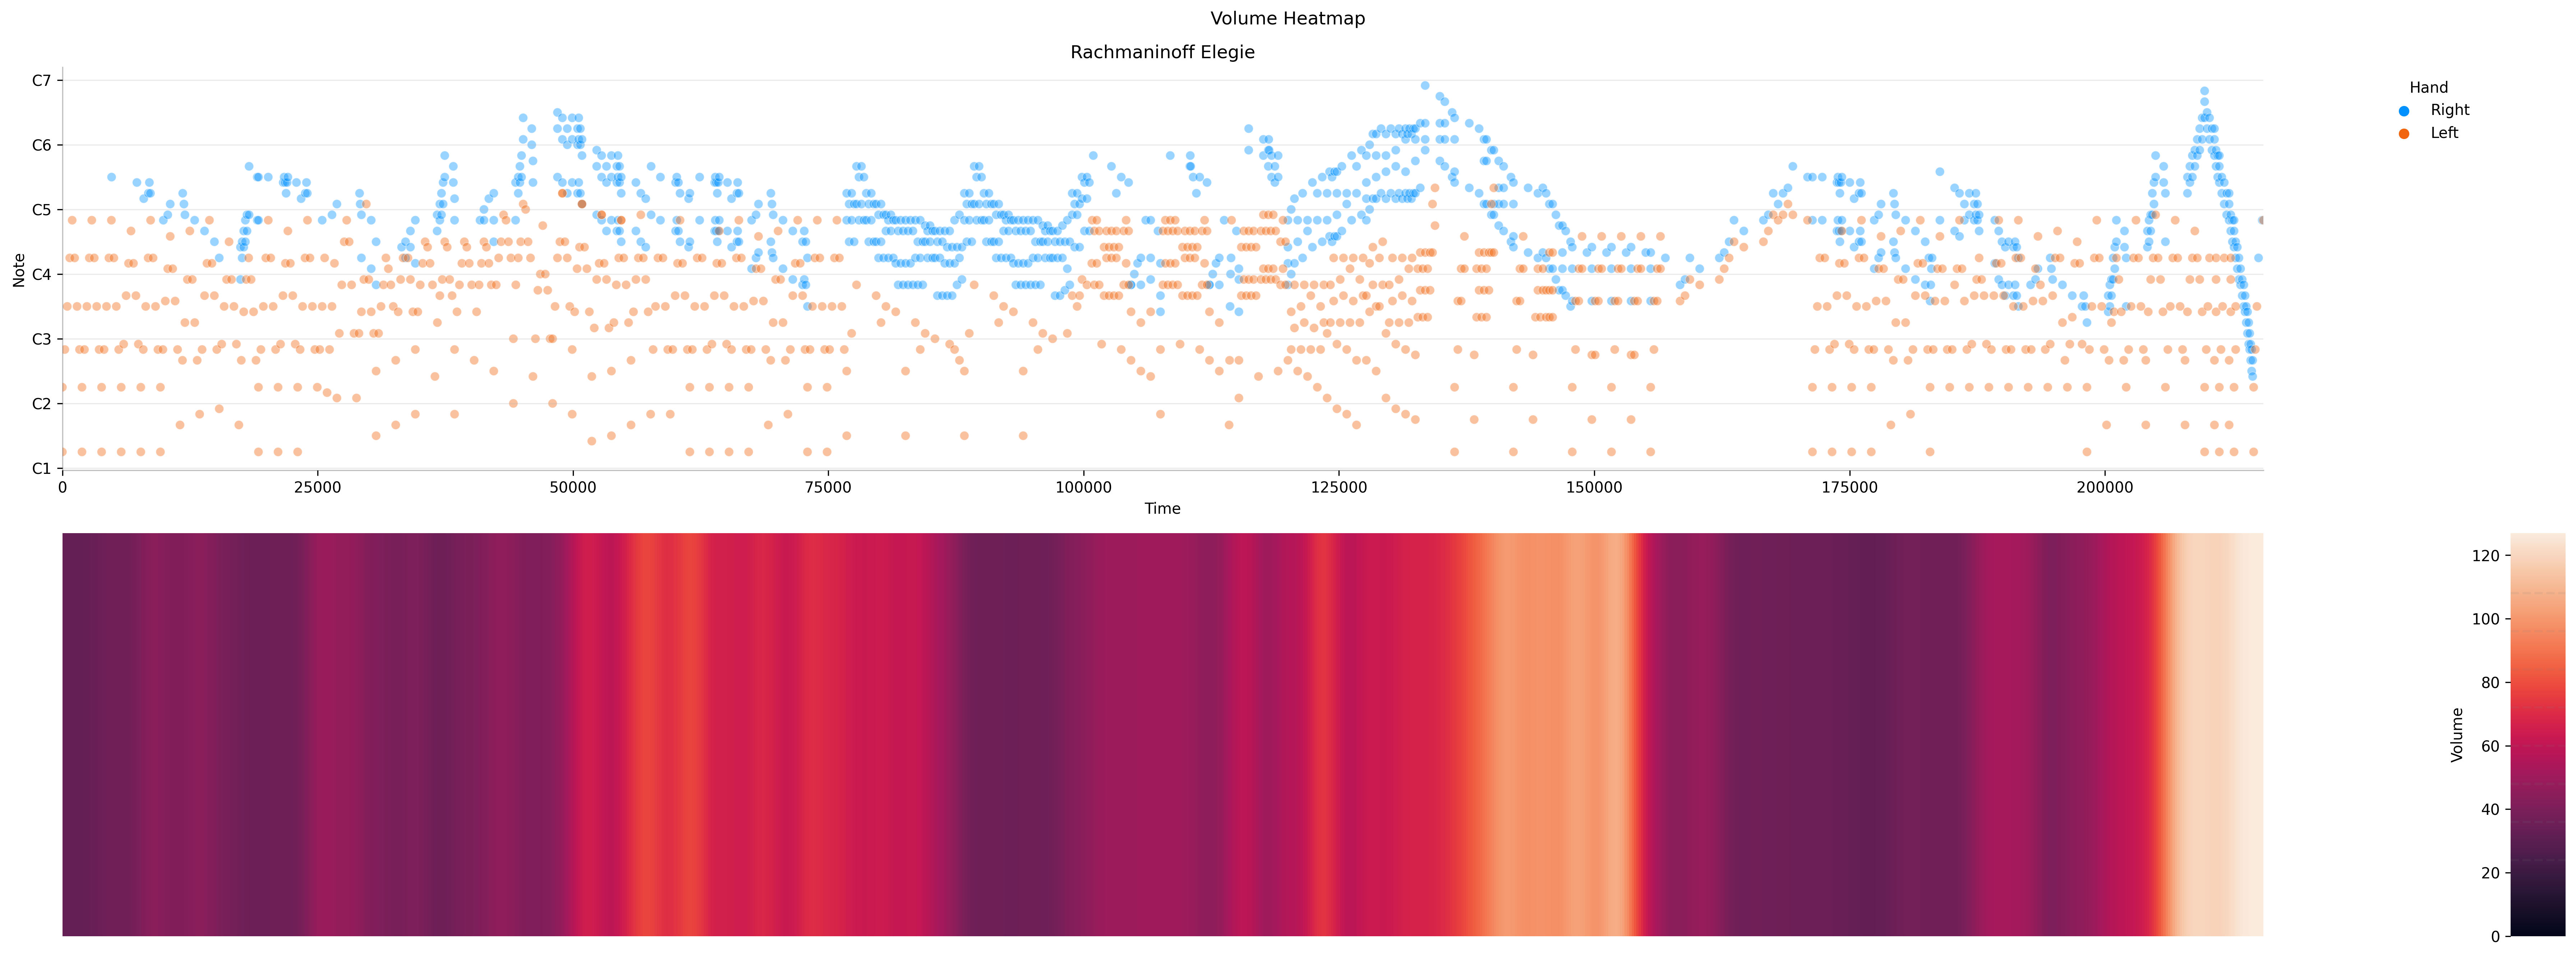 Volume Heatmap
Rachmaninoff Elegie
C7
C6
C5
C4
C3
C2
C1
Note
0 25000 50000 75000 100000 125000 150000 175000 200000
Time
Hand
Right
Left
120
100
80
60
40
20
0
Volume